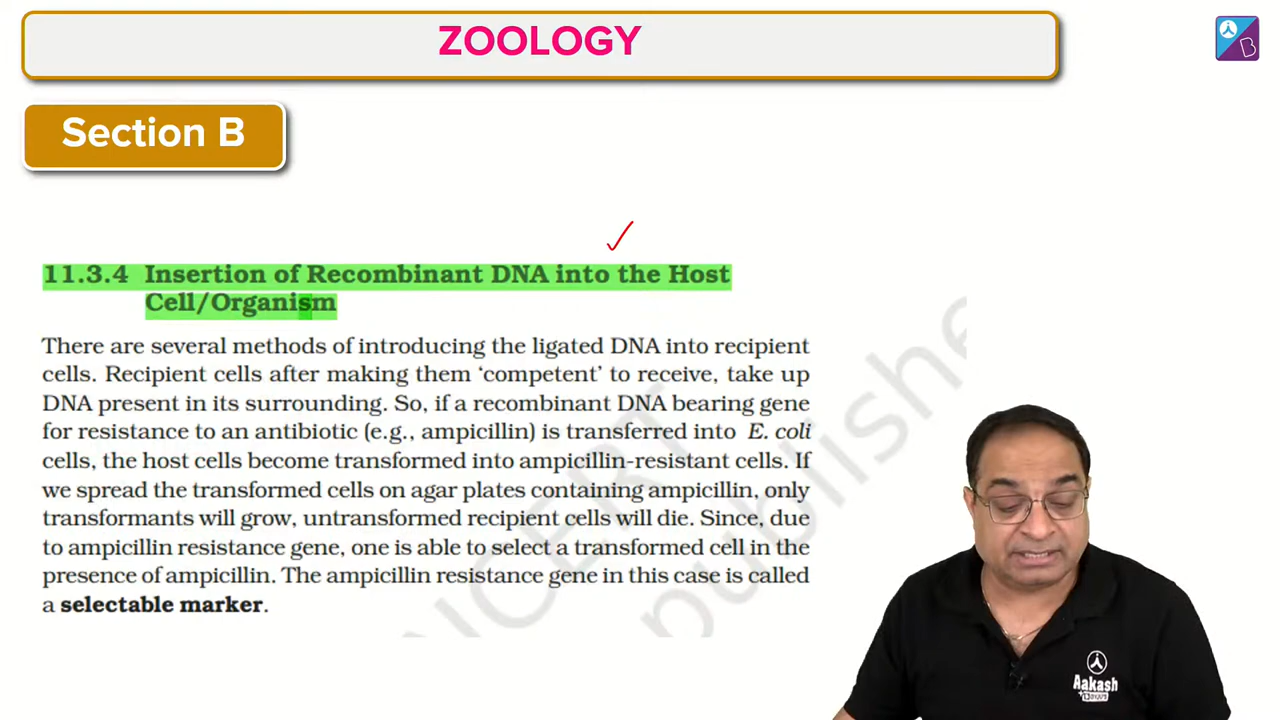 ZOOLOGY
Section B
11.3.4 Insertion of Recombinant DNA into the Host
Cell/Organism
There are several methods of introducing the ligated DNA into recipient
cells. Recipient cells after making them ‘competent’ to receive, take up
DNA present in its surrounding. So, if a recombinant DNA bearing gene
for resistance to an antibiotic (e.g., ampicillin) is transferred into E. coli
cells, the host cells become transformed into ampicillin-resistant cells. If
we spread the transformed cells on agar plates containing ampicillin, only
transformants will grow, untransformed recipient cells will die. Since, due
to ampicillin resistance gene, one is able to select a transformed cell in the
presence of ampicillin. The ampicillin resistance gene in this case is called
a selectable marker.
Aakash